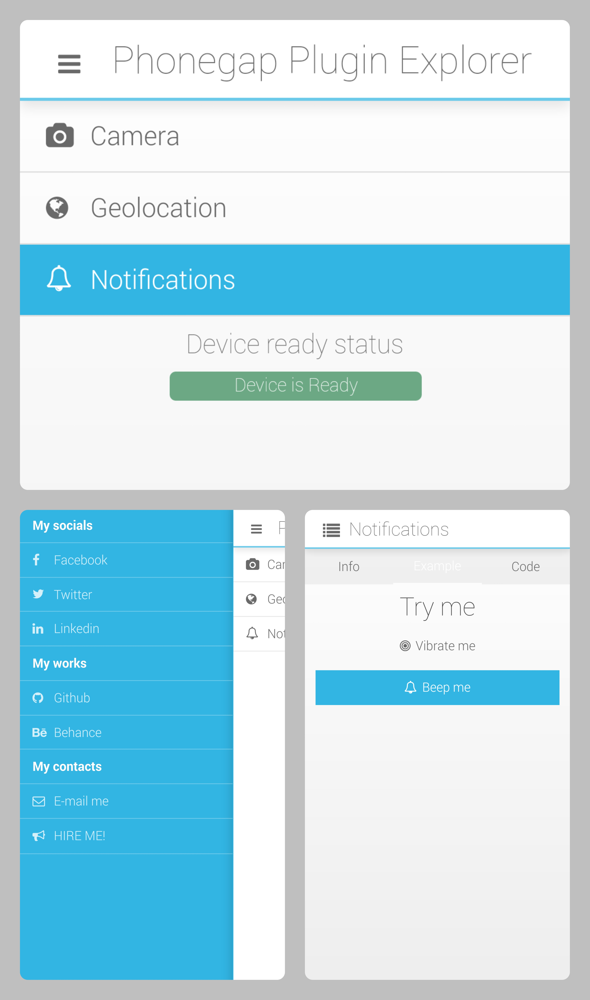 Phonegap Plugin Explorer
Camera
Geolocation
Notifications
Device ready status
Device is Ready
My socials
Facebook
Twitter
Linkedin
My works
Github
Bē Behance
My contacts
E-mail me
HIRE ME!
P
Car
Geo
Not
Notifications
Info Example Code
Try me
Vibrate me
Beep me